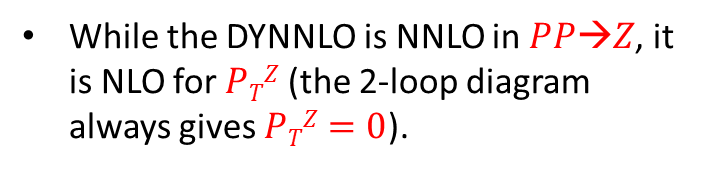 • While the DYNNLO is NNLO in PP→Z, it
is NLO for P_T^Z (the 2-loop diagram
always gives P_T^Z = 0).